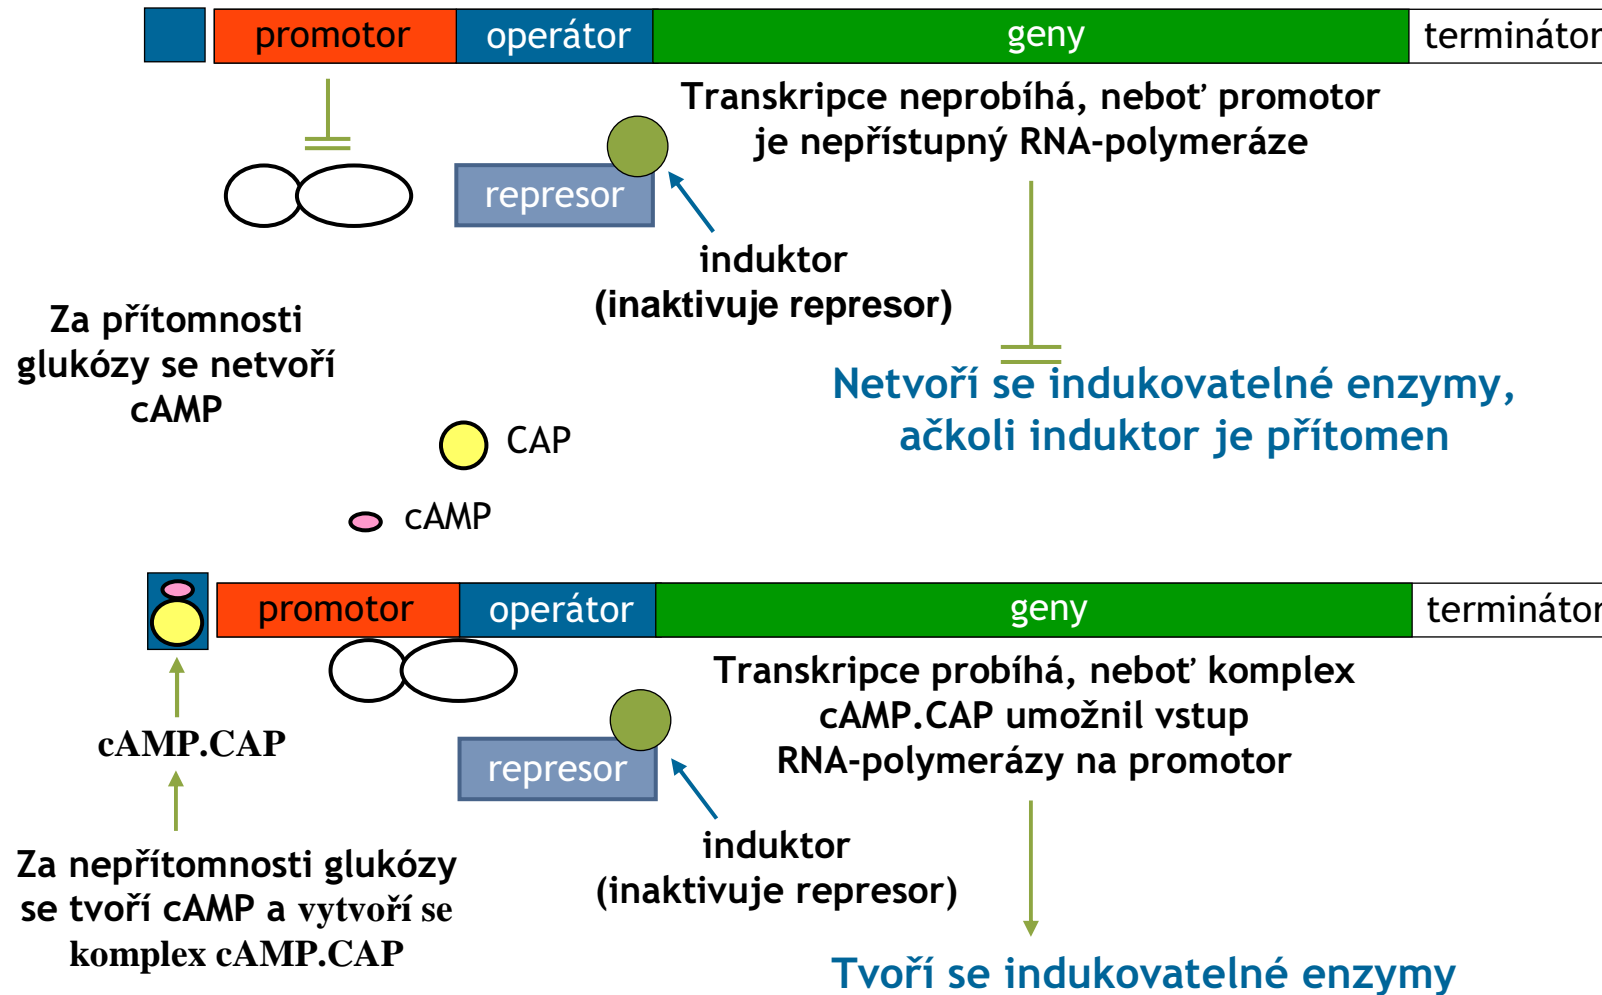 promotor
operátor
geny
terminátor
Transkripce neprobíhá, neboť promotor
je nepřístupný RNA-polymeráze
represor
induktor
(inaktivuje represor)
Za přítomnosti
glukózy se netvoří
cAMP
Netvoří se indukovatelné enzymy,
ačkoli induktor je přítomen
CAP
cAMP
promotor
operátor
geny
terminátor
Transkripce probíhá, neboť komplex
cAMP.CAP umožnil vstup
RNA-polymerázy na promotor
cAMP.CAP
represor
induktor
(inaktivuje represor)
Za nepřítomnosti glukózy
se tvoří cAMP a vytvoří se
komplex cAMP.CAP
Tvoří se indukovatelné enzymy